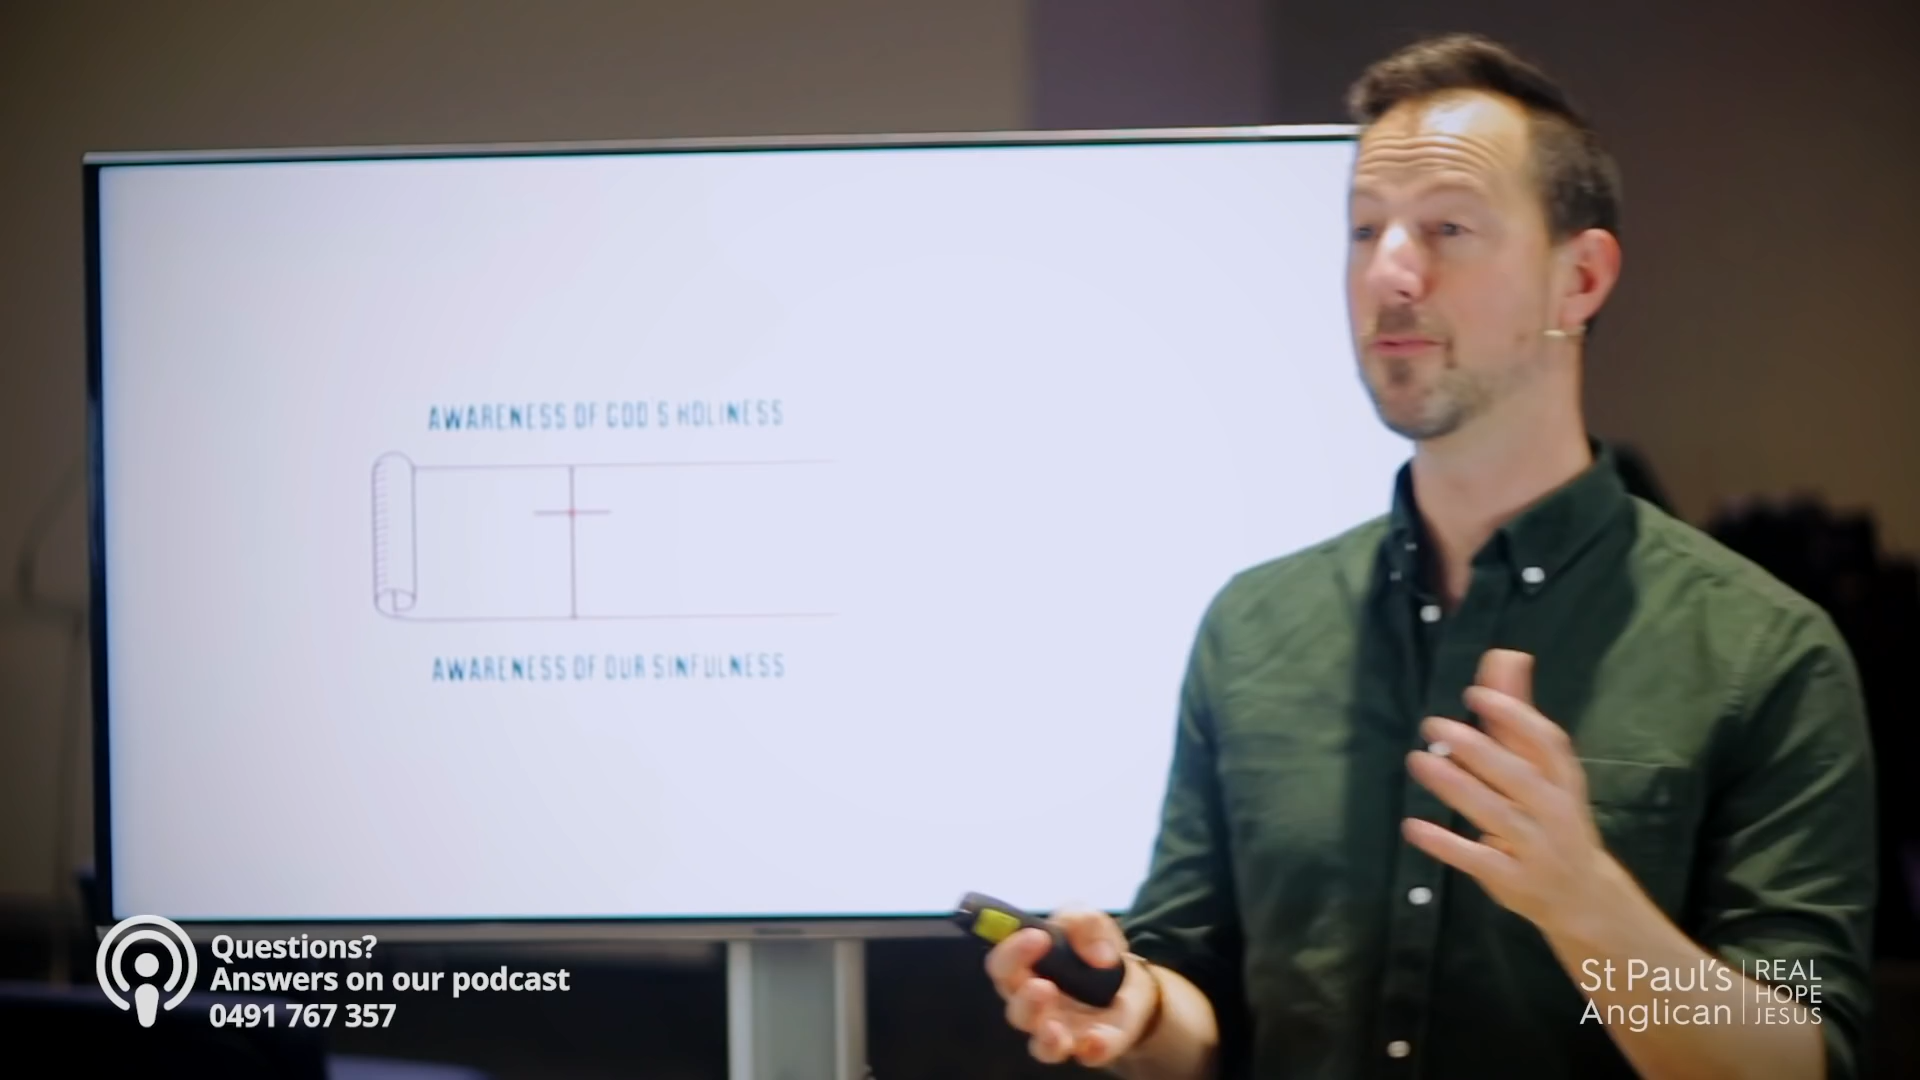 AWARENESS OF GOD'S HOLINESS
AWARENESS OF OUR SINFULNESS
Questions?
Answers on our podcast
0491 767 357
St Paul's
Anglican
REAL
HOPE
JESUS